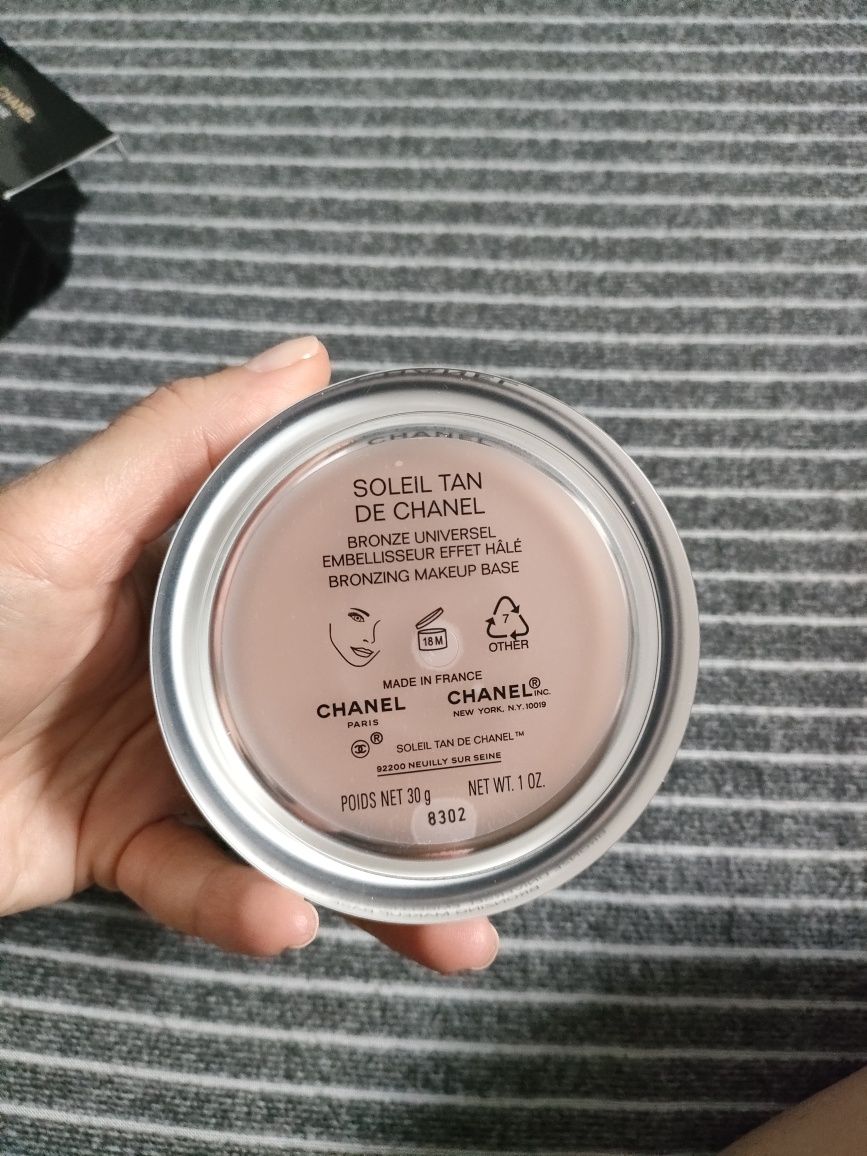 CHANEL
CHANEL
SOLEIL TAN
DE CHANEL
BRONZE UNIVERSEL
EMBELLISSEUR EFFET HÂLÉ
BRONZING MAKEUP BASE
18 M
7
OTHER
MADE IN FRANCE
CHANEL
PARIS
CHANEL® INC.
NEW YORK, N.Y. 10019
® SOLEIL TAN DE CHANEL™
92200 NEUILLY SUR SEINE
POIDS NET 30 g NET WT. 1 OZ.
8302